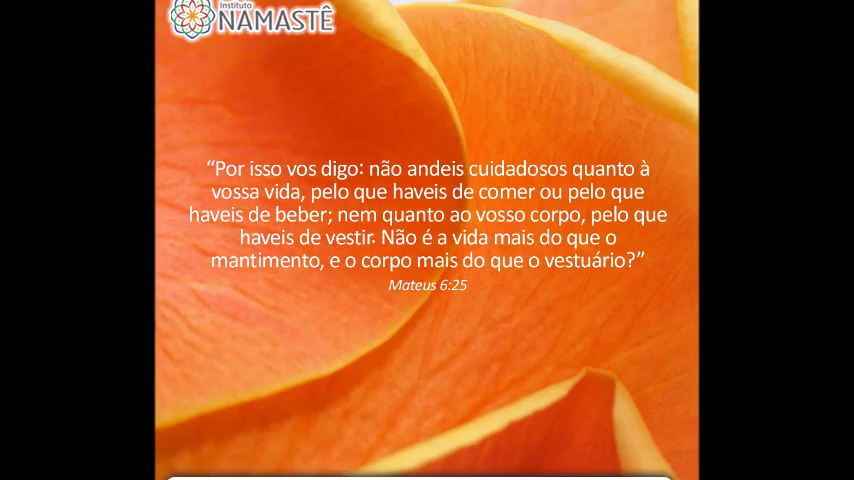 Instituto
NAMASTÊ
“Por isso vos digo: não andeis cuidadosos quanto à
vossa vida, pelo que haveis de comer ou pelo que
haveis de beber; nem quanto ao vosso corpo, pelo que
haveis de vestir. Não é a vida mais do que o
mantimento, e o corpo mais do que o vestuário?”
Mateus 6:25